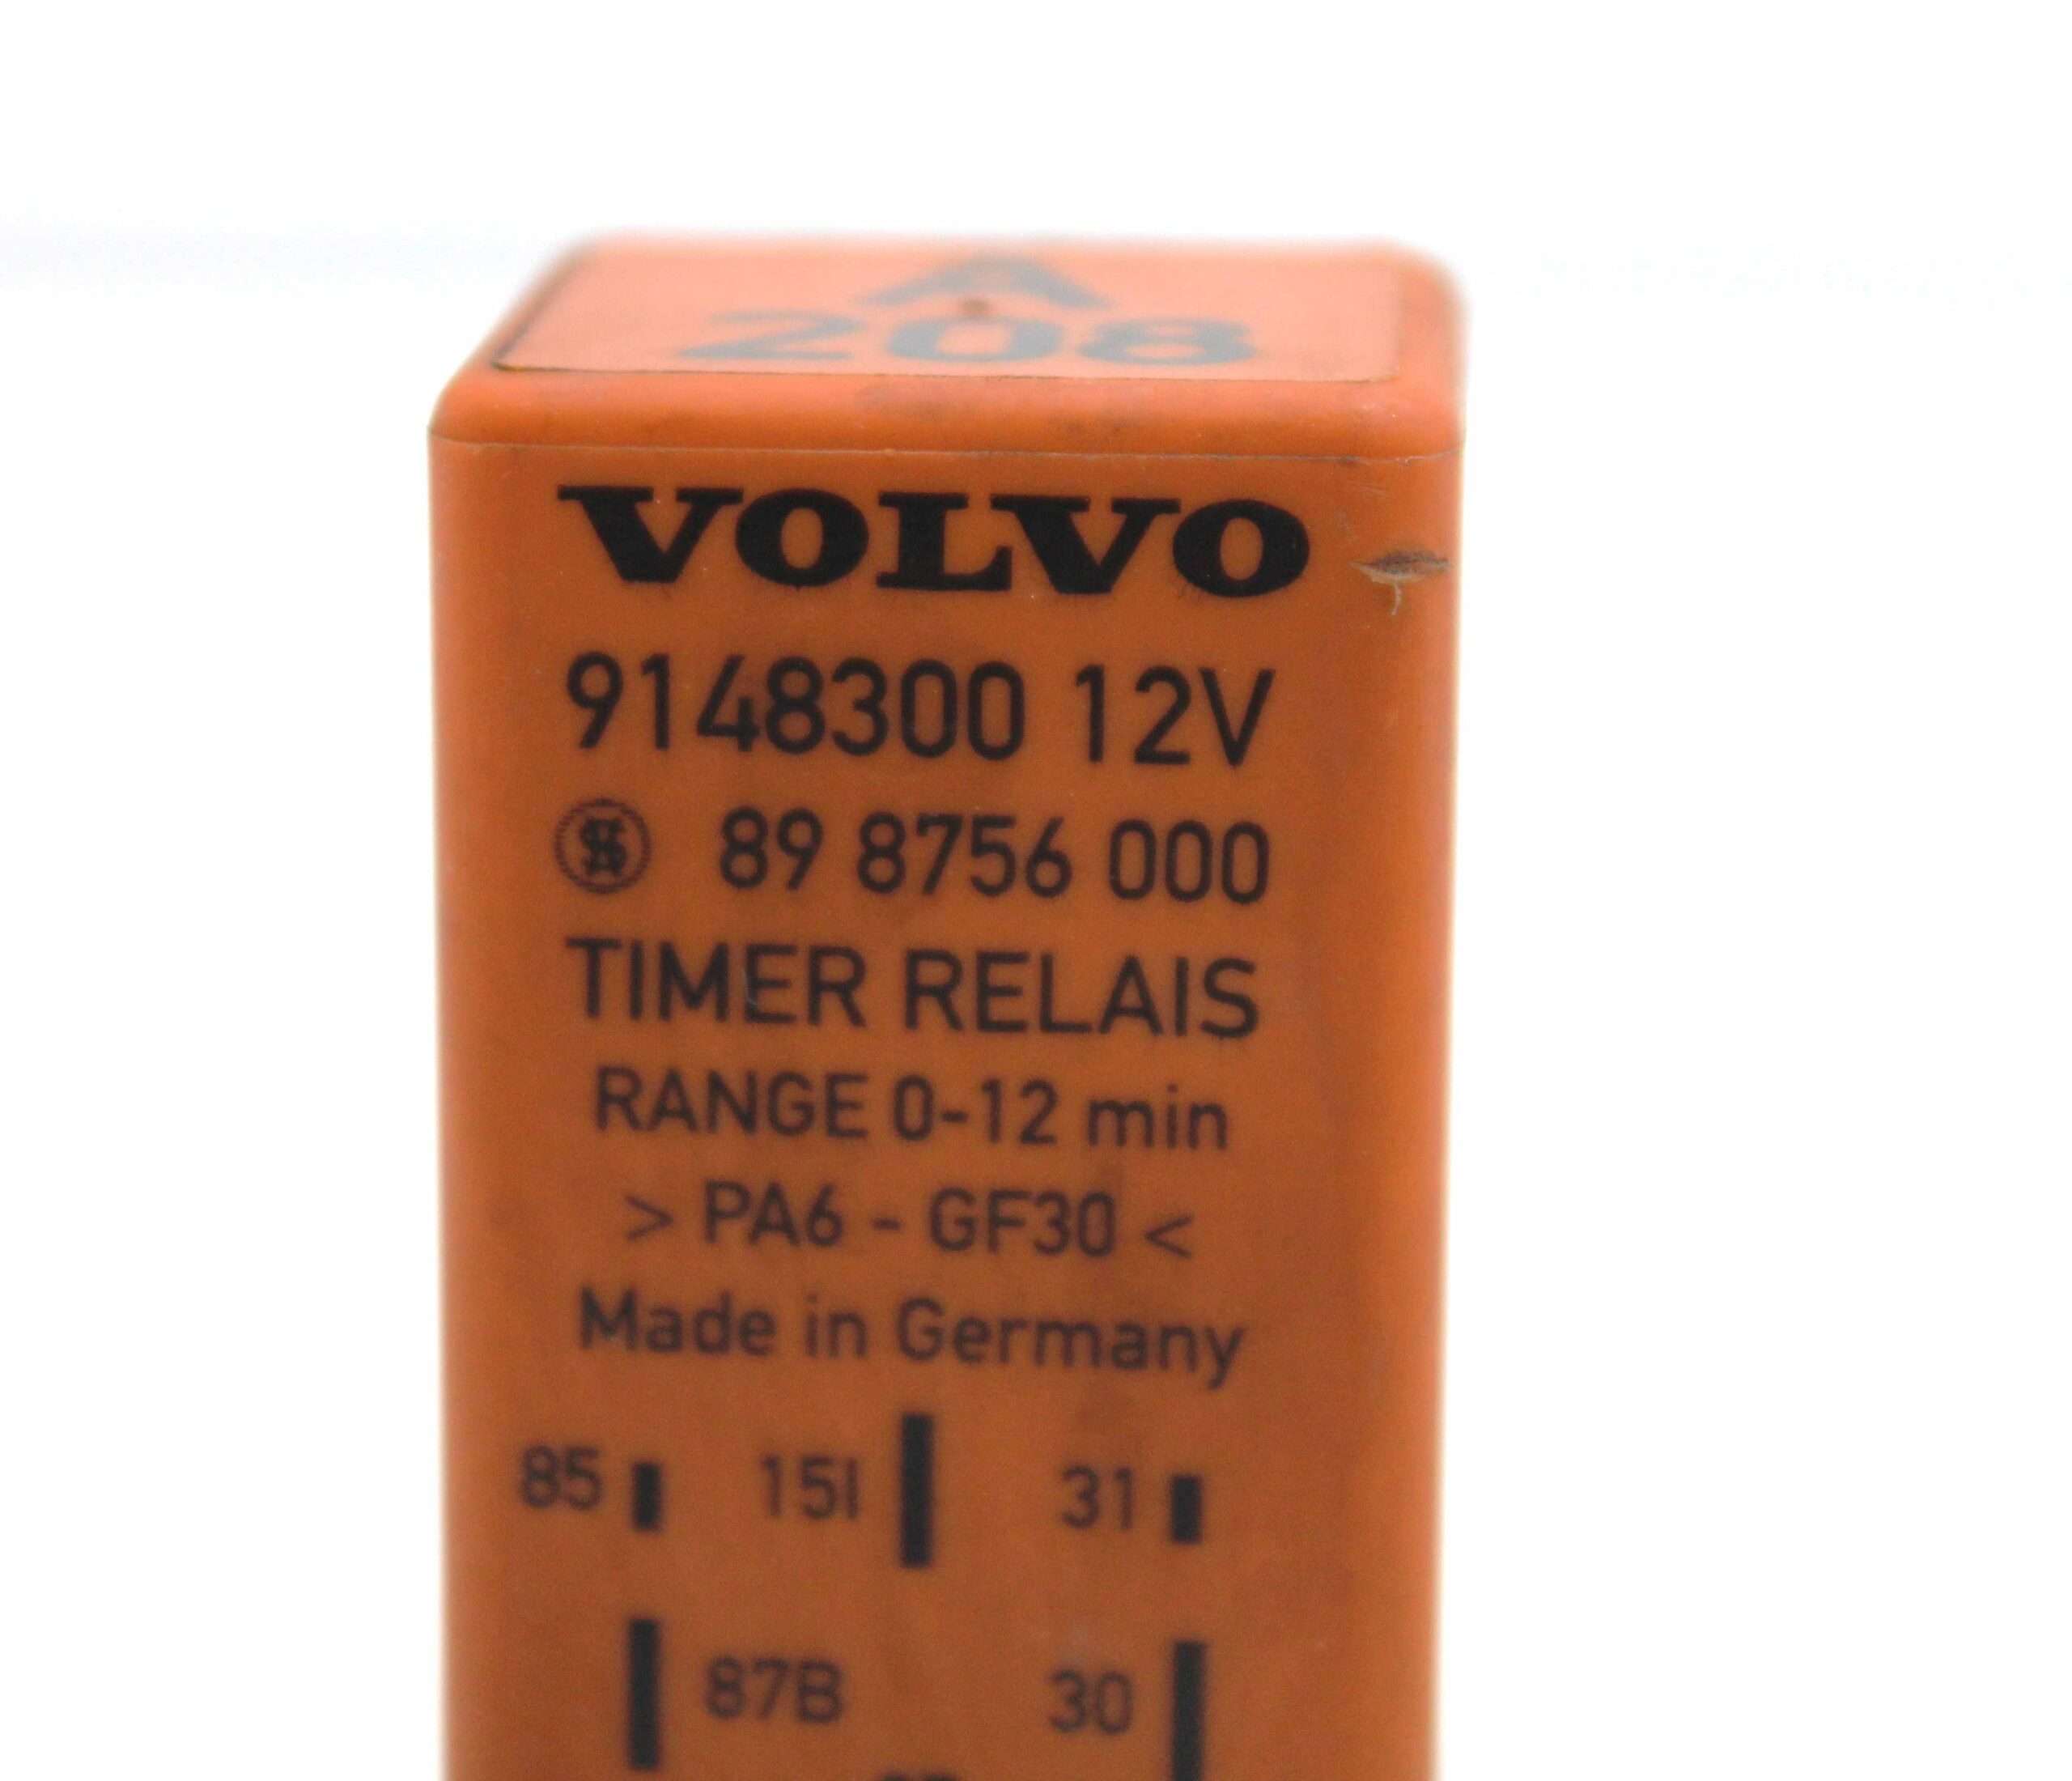 A
208
VOLVO
9148300 12V
89 8756 000
TIMER RELAIS
RANGE 0-12 min
> PA6 - GF30 <
Made in Germany
85 15I 31
87B 30